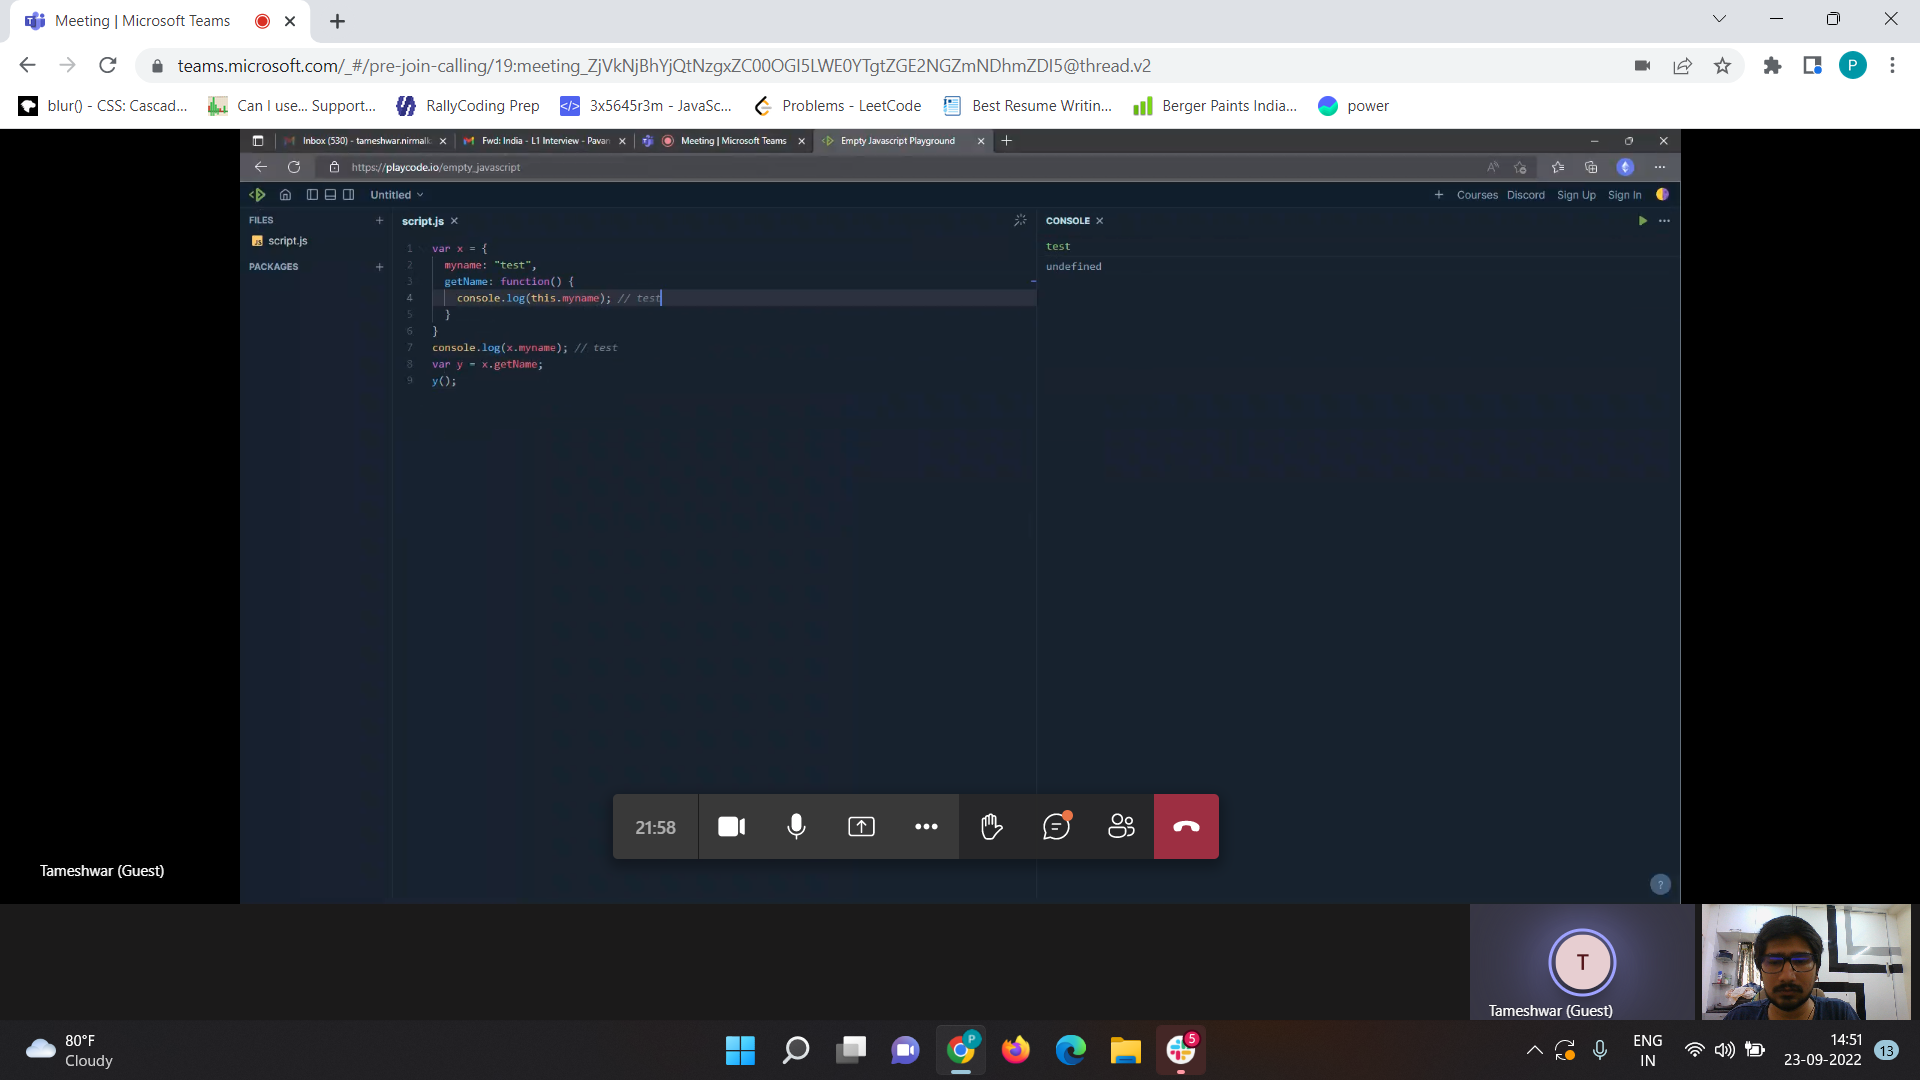 Meeting | Microsoft Teams
teams.microsoft.com/_#/pre-join-calling/19:meeting_ZjVkNjBhYjQtNzgxZC00OGI5LWE0YTgtZGE2NGZmNDhmZDI5@thread.v2
P
blur() - CSS: Cascad...
Can I use... Support...
RallyCoding Prep
3x5645r3m - JavaSc...
Problems - LeetCode
Best Resume Writin...
Berger Paints India...
power
Inbox (530) - tameshwar.nirmalk
Fwd: India - L1 Interview - Pavan
Meeting | Microsoft Teams
Empty Javascript Playground
https://playcode.io/empty_javascript
Untitled
Courses
Discord
Sign Up
Sign In
FILES
script.js
PACKAGES
script.js
1 var x = {
2 myname: "test",
3 getName: function() {
4 console.log(this.myname); // test
5 }
6 }
7 console.log(x.myname); // test
8 var y = x.getName;
9 y();
CONSOLE
test
undefined
21:58
Tameshwar (Guest)
?
T
Tameshwar (Guest)
80°F
Cloudy
P
5
ENG
IN
14:51
23-09-2022
13